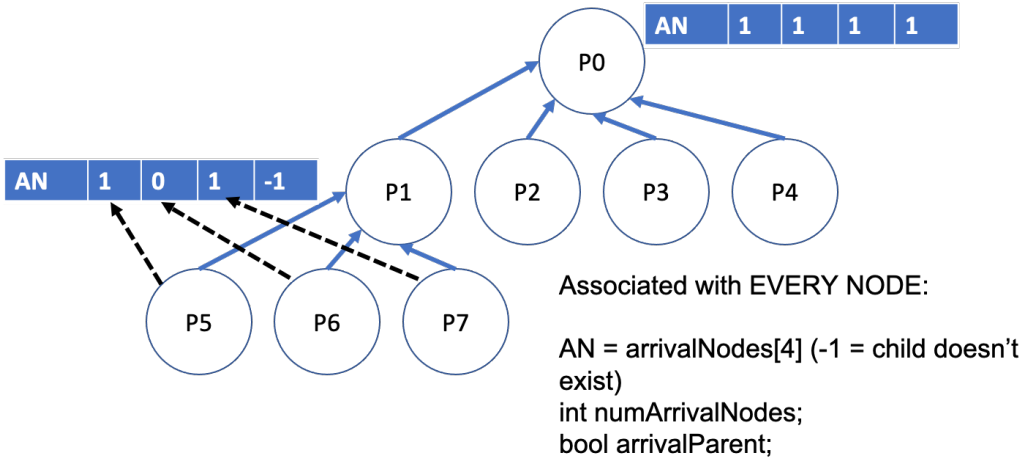 P0
AN 1 1 1 1
AN 1 0 1 -1
P1 P2 P3 P4
P5 P6 P7
Associated with EVERY NODE:
AN = arrivalNodes[4] (-1 = child doesn’t
exist)
int numArrivalNodes;
bool arrivalParent;